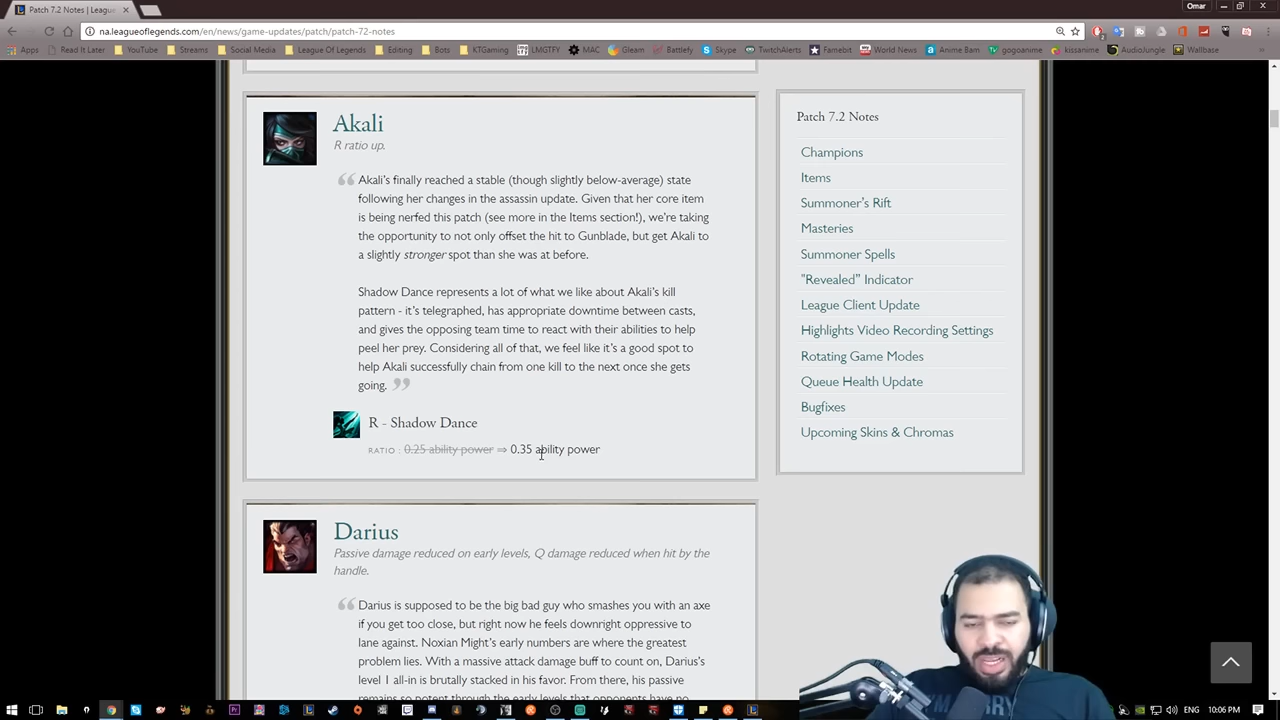 Patch 7.2 Notes | Leagu
Omar
na.leagueoflegends.com/en/news/game-updates/patch/patch-72-notes
Apps Read It Later YouTube Streams Social Media League Of Legends Editing Bots KTGaming LMIGTFY MAC Gleam Battlefy Skype TwitchAlerts Famebit World News Anime Bam gogoanime kissanime AudioJungle Wallbase
Akali
R ratio up.
Akali's finally reached a stable (though slightly below-average) state
following her changes in the assassin update. Given that her core item
is being nerfed this patch (see more in the Items section!), we're taking
the opportunity to not only offset the hit to Gunblade, but get Akali to
a slightly stronger spot than she was at before.
Shadow Dance represents a lot of what we like about Akali's kill
pattern - it's telegraphed, has appropriate downtime between casts,
and gives the opposing team time to react with their abilities to help
peel her prey. Considering all of that, we feel like it's a good spot to
help Akali successfully chain from one kill to the next once she gets
going.
R - Shadow Dance
RATIO : 0.25 ability power ⇒ 0.35 ability power
Darius
Passive damage reduced on early levels, Q damage reduced when hit by the
handle.
Darius is supposed to be the big bad guy who smashes you with an axe
if you get too close, but right now he feels downright oppressive to
lane against. Noxian Might's early numbers are where the greatest
problem lies. With a massive attack damage buff to count on, Darius's
level 1 all-in is brutally stacked in his favor. From there, his passive
remains so potent through the early levels that opponents have no
Patch 7.2 Notes
Champions
Items
Summoner's Rift
Masteries
Summoner Spells
"Revealed" Indicator
League Client Update
Highlights Video Recording Settings
Rotating Game Modes
Queue Health Update
Bugfixes
Upcoming Skins & Chromas
ENG 10:06 PM